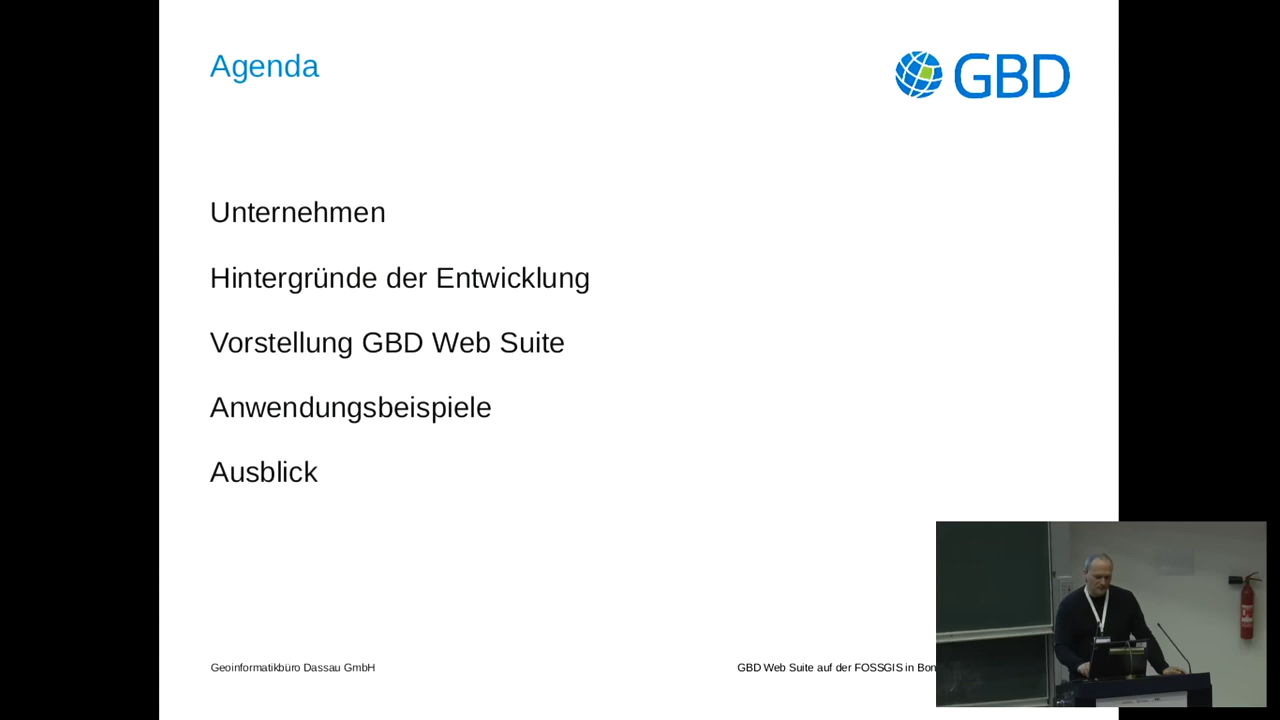 Agenda
GBD
Unternehmen
Hintergründe der Entwicklung
Vorstellung GBD Web Suite
Anwendungsbeispiele
Ausblick
Geoinformatikbüro Dassau GmbH
GBD Web Suite auf der FOSSGIS in